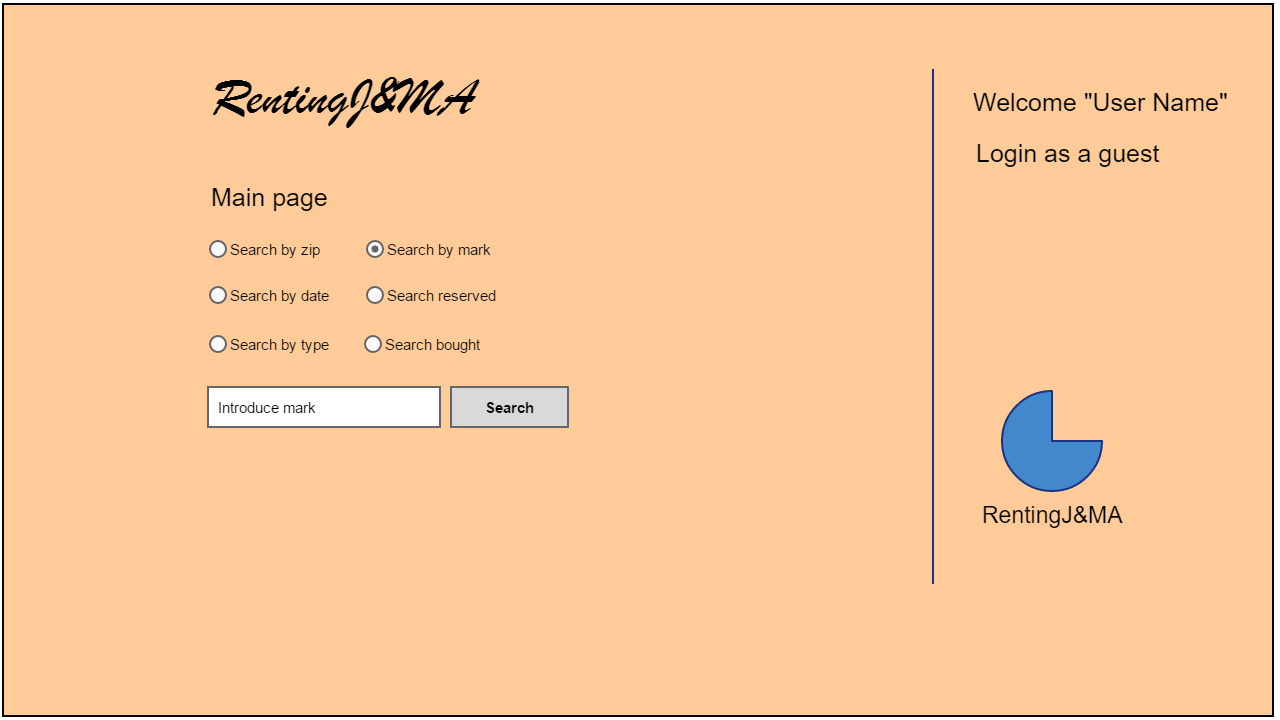 RentingJ&MA
Welcome "User Name"
Login as a guest
Main page
Search by zip
Search by mark
Search by date
Search reserved
Search by type
Search bought
Introduce mark
Search
RentingJ&MA